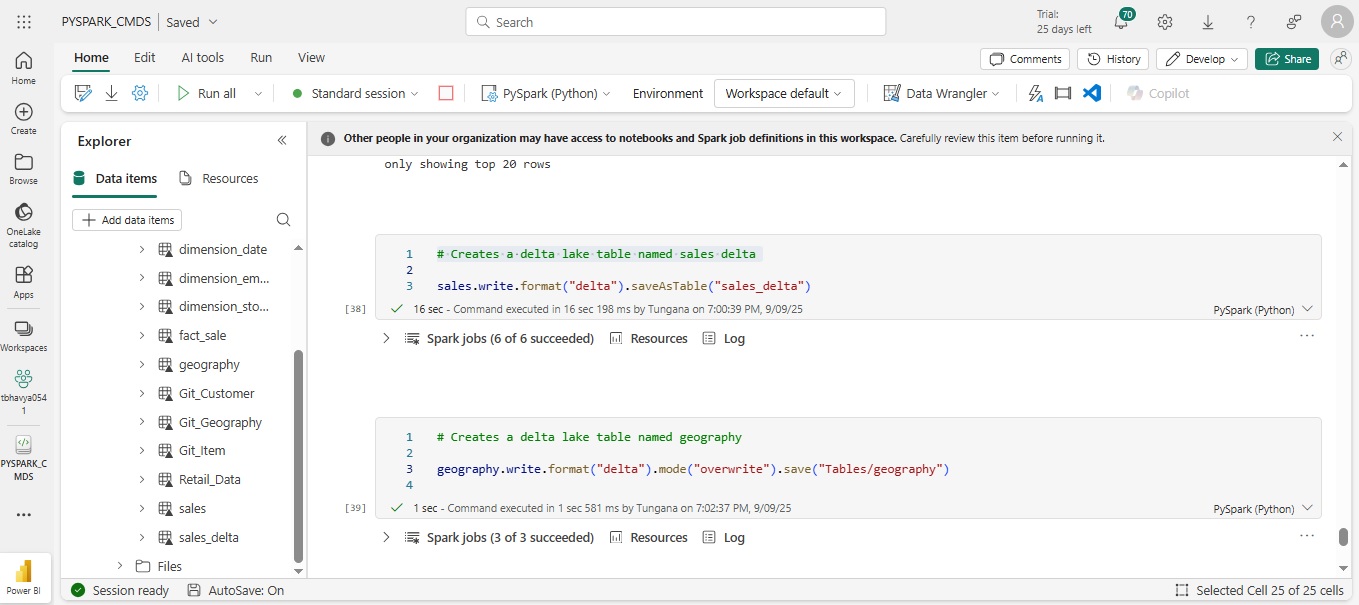 PYSPARK_CMDS
Saved
Search
Trial:
25 days left
70
Home
Edit
AI tools
Run
View
Comments
History
Develop
Share
Run all
Standard session
PySpark (Python)
Environment
Workspace default
Data Wrangler
Copilot
Home
Create
Browse
OneLake
catalog
Apps
Workspaces
tbhavya054
1
PYSPARK_C
MDS
Power BI
Explorer
Data items
Resources
Add data items
dimension_date
dimension_em...
dimension_sto...
fact_sale
geography
Git_Customer
Git_Geography
Git_Item
Retail_Data
sales
sales_delta
Files
Other people in your organization may have access to notebooks and Spark job definitions in this workspace. Carefully review this item before running it.
only showing top 20 rows
1 # Creates a delta lake table named sales delta
2
3 sales.write.format("delta").saveAsTable("sales_delta")
[38] 16 sec - Command executed in 16 sec 198 ms by Tungana on 7:00:39 PM, 9/09/25 PySpark (Python)
Spark jobs (6 of 6 succeeded) Resources Log
1 # Creates a delta lake table named geography
2
3 geography.write.format("delta").mode("overwrite").save("Tables/geography")
4
[39] 1 sec - Command executed in 1 sec 581 ms by Tungana on 7:02:37 PM, 9/09/25 PySpark (Python)
Spark jobs (3 of 3 succeeded) Resources Log
Session ready
AutoSave: On
Selected Cell 25 of 25 cells